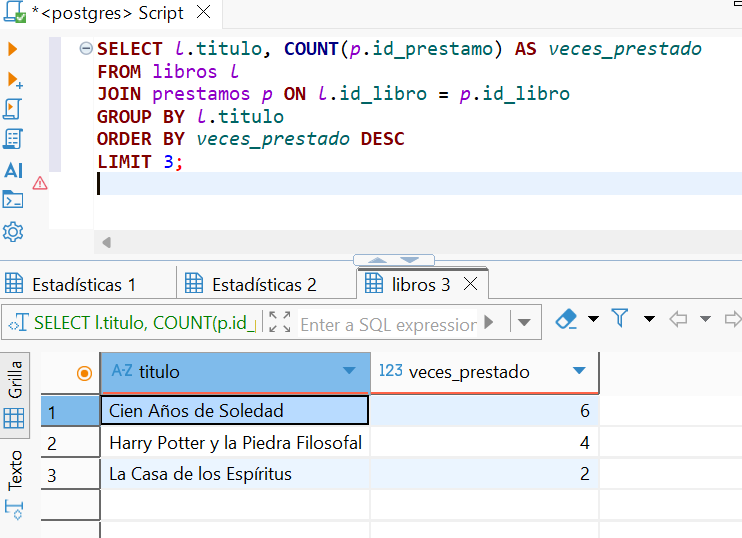 *<postgres> Script
SELECT l.titulo, COUNT(p.id_prestamo) AS veces_prestado
FROM libros l
JOIN prestamos p ON l.id_libro = p.id_libro
GROUP BY l.titulo
ORDER BY veces_prestado DESC
LIMIT 3;
AI
Estadísticas 1
Estadísticas 2
libros 3
SELECT l.titulo, COUNT(p.id_
Enter a SQL expression
Grilla
Texto
A-Z titulo
123 veces_prestado
1 Cien Años de Soledad 6
2 Harry Potter y la Piedra Filosofal 4
3 La Casa de los Espíritus 2